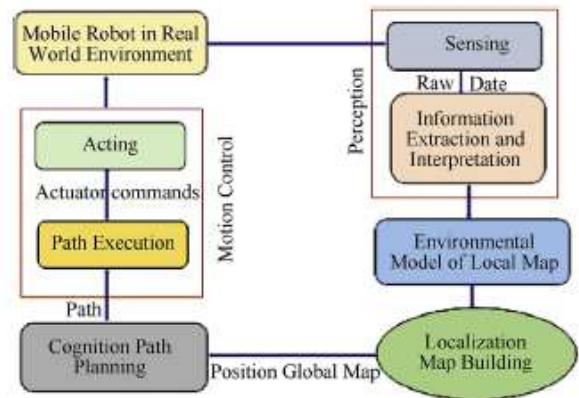 Mobile Robot in Real
World Environment
Sensing
Raw Date
Information
Extraction and
Interpretation
Perception
Acting
Actuator commands
Path Execution
Motion Control
Environmental
Model of Local Map
Path
Cognition Path
Planning
Position Global Map
Localization
Map Building